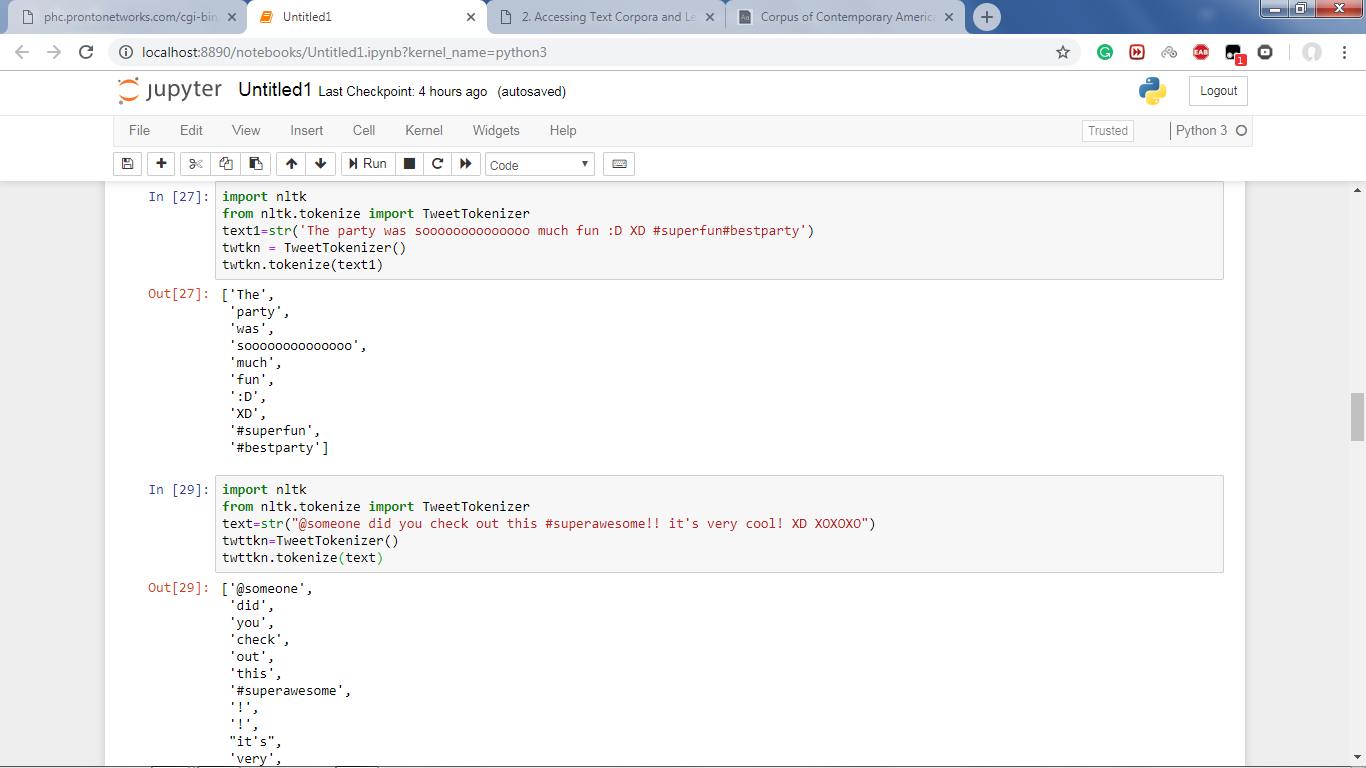 phc.prontonetworks.com/cgi-bin
Untitled1
2. Accessing Text Corpora and Le
Corpus of Contemporary America
localhost:8890/notebooks/Untitled1.ipynb?kernel_name=python3
EAB
1
jupyter Untitled1 Last Checkpoint: 4 hours ago (autosaved)
Logout
File Edit View Insert Cell Kernel Widgets Help
Trusted
Python 3
Run
Code
In [27]: import nltk
from nltk.tokenize import TweetTokenizer
text1=str('The party was soooooooooooooo much fun :D XD #superfun#bestparty')
twtkn = TweetTokenizer()
twtkn.tokenize(text1)
Out[27]: ['The',
'party',
'was',
'soooooooooooooo',
'much',
'fun',
':D',
'XD',
'#superfun',
'#bestparty']
In [29]: import nltk
from nltk.tokenize import TweetTokenizer
text=str("@someone did you check out this #superawesome!! it's very cool! XD XOXOXO")
twttkn=TweetTokenizer()
twttkn.tokenize(text)
Out[29]: ['@someone',
'did',
'you',
'check',
'out',
'this',
'#superawesome',
'!',
'!',
"it's",
'very',